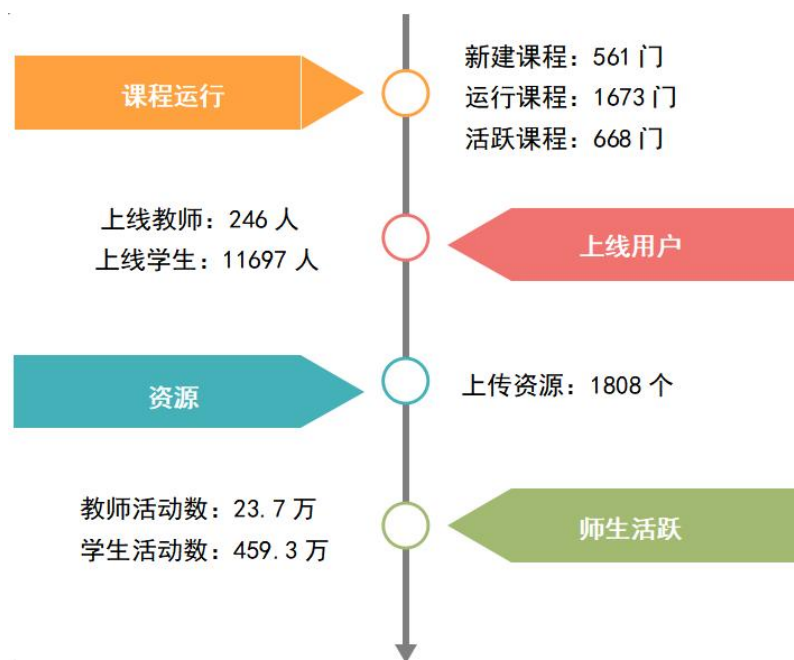 课程运行
新建课程：561 门
运行课程：1673 门
活跃课程：668 门
上线教师：246 人
上线学生：11697 人
上线用户
资源
上传资源：1808 个
教师活动数：23.7 万
学生活动数：459.3 万
师生活跃